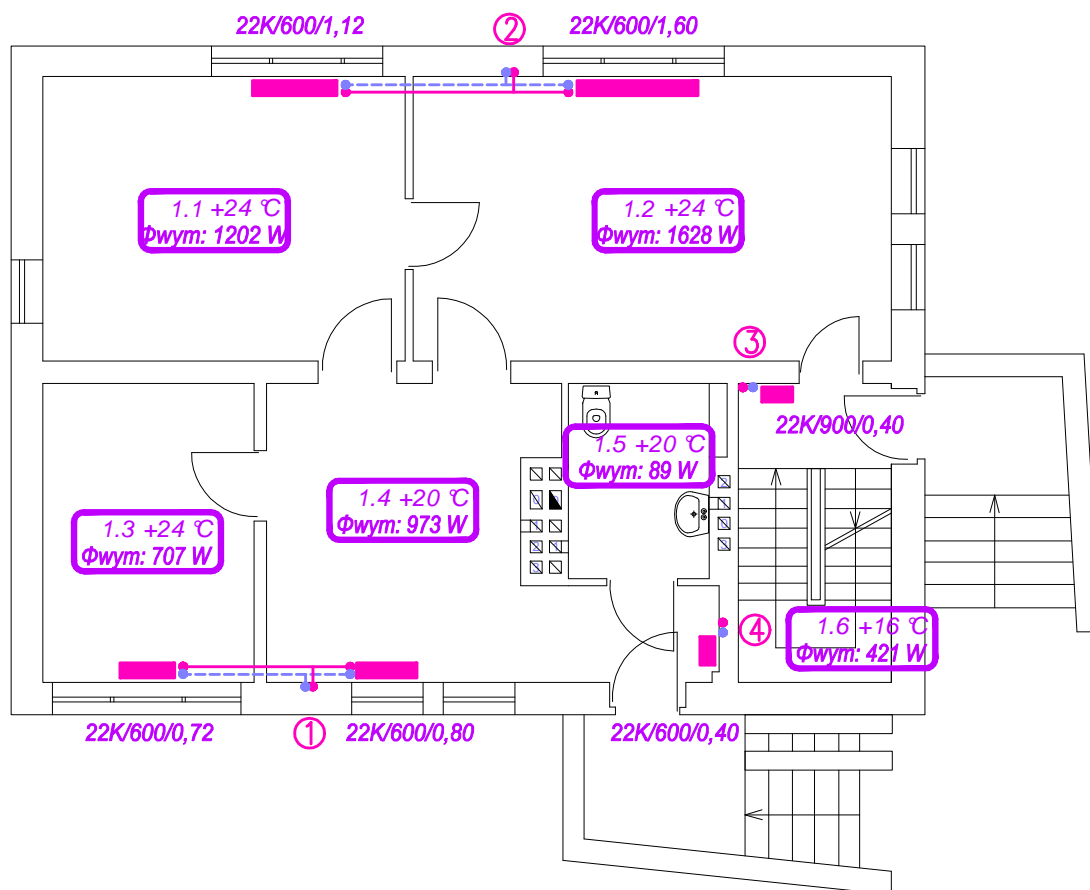 22K/600/1,12
②
22K/600/1,60
1.1 +24 °C
Φwym: 1202 W
1.2 +24 °C
Φwym: 1628 W
③
22K/900/0,40
R
1.5 +20 °C
Φwym: 89 W
1.4 +20 °C
Φwym: 973 W
1.3 +24 °C
Φwym: 707 W
④
1.6 +16 °C
Φwym: 421 W
22K/600/0,72
①
22K/600/0,80
22K/600/0,40